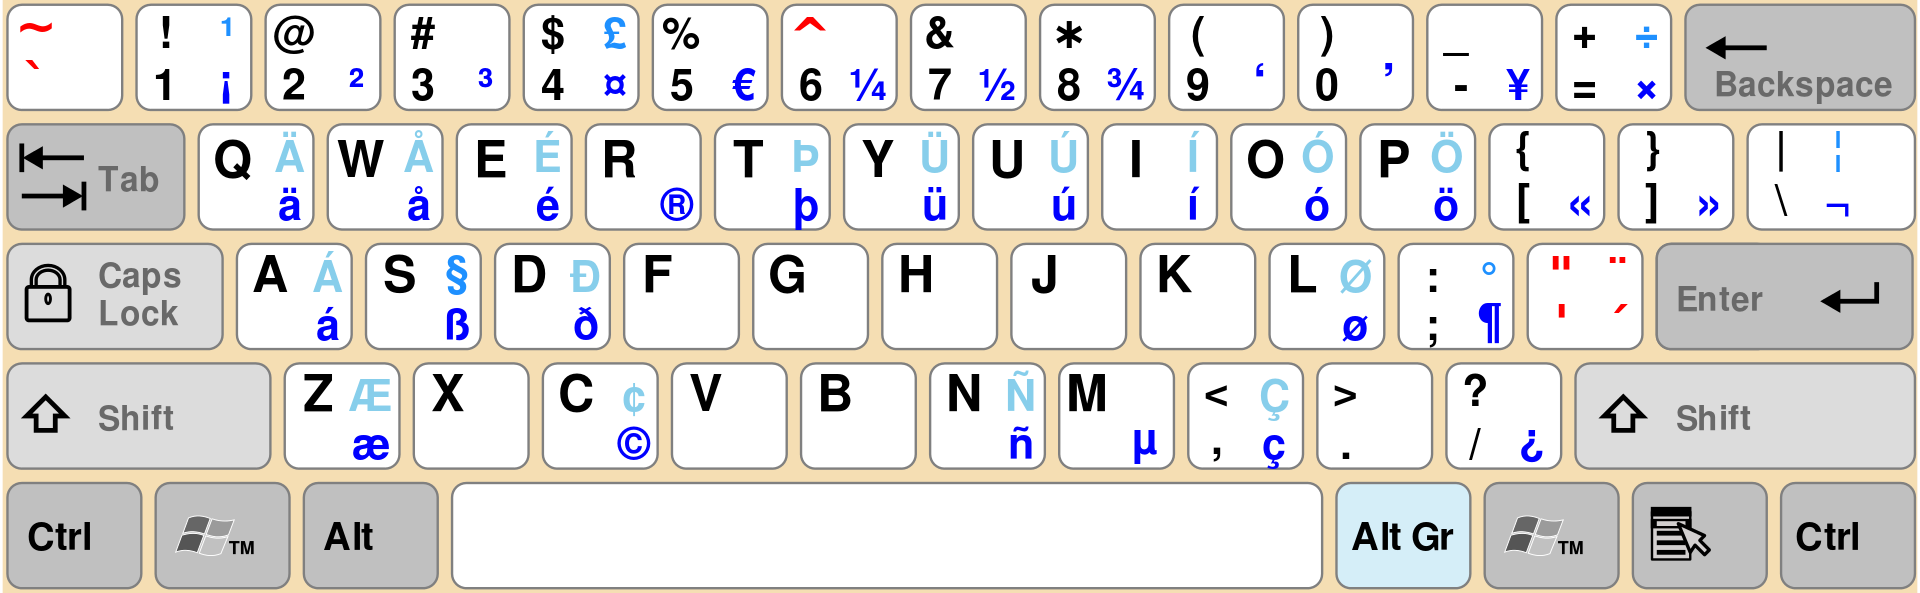 ~ ! ¹ @ # $ £ % ^ & * ( ) _ + ÷
` 1 ¡ 2 ² 3 ³ 4 ¤ 5 € 6 ¼ 7 ½ 8 ¾ 9 ‘ 0 ’ - ¥ = × Backspace
Tab Q Ä W Å E É R T Þ Y Ü U Ú I Í O Ó P Ö { } | ¦
ä å é ® þ ü ú í ó ö [ « ] » \ ¬
Caps A Á S § D Ð F G H J K L Ø : ° " ¨ Enter
Lock á ß ð ø ; ¶ ' ´
Shift Z Æ X C ¢ V B N Ñ M < Ç > ? Shift
æ © ñ µ , ç . / ¿
Ctrl TM Alt Alt Gr TM Ctrl